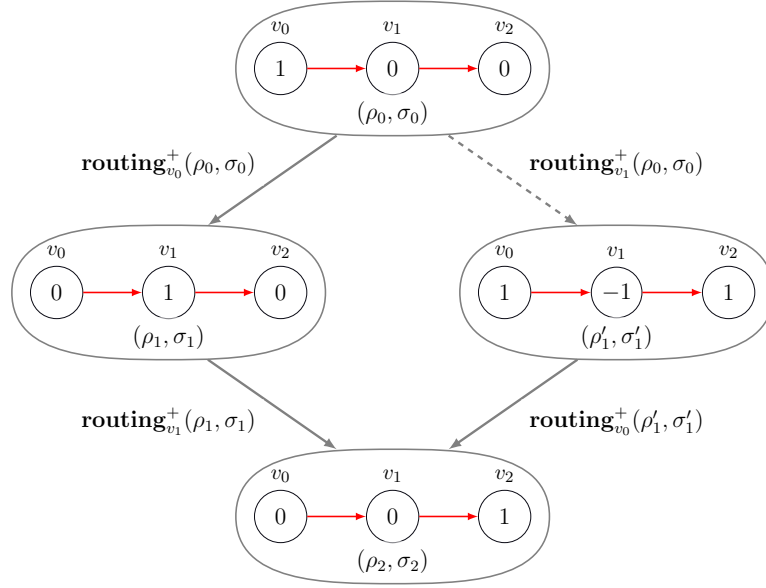 v₀ v₁ v₂
1 0 0
(ρ₀, σ₀)
routing⁺_{v₀}(ρ₀, σ₀) routing⁺_{v₁}(ρ₀, σ₀)
v₀ v₁ v₂ v₀ v₁ v₂
0 1 0 1 −1 1
(ρ₁, σ₁) (ρ′₁, σ′₁)
routing⁺_{v₁}(ρ₁, σ₁) routing⁺_{v₀}(ρ′₁, σ′₁)
v₀ v₁ v₂
0 0 1
(ρ₂, σ₂)